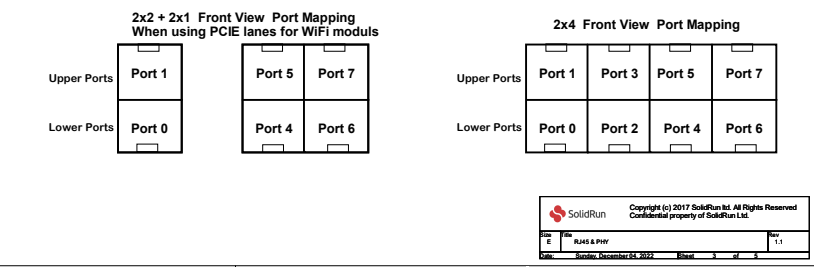 2x2 + 2x1 Front View Port Mapping
When using PCIE lanes for WiFi moduls
Upper Ports
Port 1
Port 5
Port 7
Lower Ports
Port 0
Port 4
Port 6
2x4 Front View Port Mapping
Upper Ports
Port 1
Port 3
Port 5
Port 7
Lower Ports
Port 0
Port 2
Port 4
Port 6
SolidRun
Copyright (c) 2017 SolidRun ltd. All Rights Reserved
Confidential property of SolidRun Ltd.
Size
E
Title
RJ45 & PHY
Rev
1.1
Date: Sunday, December 04, 2022
Sheet 3 of 5